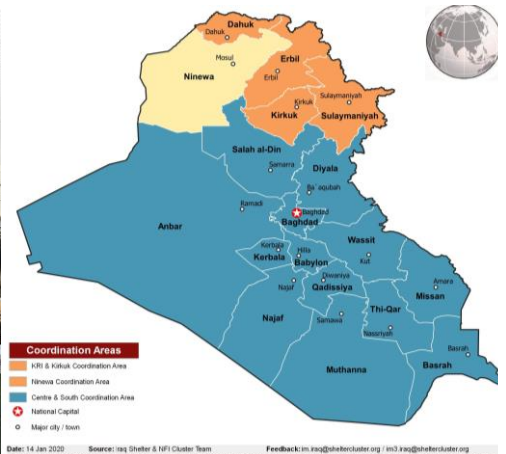 Dahuk
Dahuk
Mosul
Erbil
Ninewa
Erbil
Kirkuk
Sulaymaniyah
Kirkuk
Sulaymaniyah
Salah al-Din
Diyala
Samarra
Ba`aqubah
Ramadi
Baghdad
Baghdad
Anbar
Wassit
Kerbala
Hilla
Kerbala
Babylon
Kut
Diwaniya
Najaf
Qadissiya
Amara
Missan
Thi-Qar
Najaf
Samawa
Nassriyah
Basrah
Basrah
Muthanna
Coordination Areas
KRI & Kirkuk Coordination Area
Ninewa Coordination Area
Centre & South Coordination Area
National Capital
Major city / town
Date: 14 Jan 2020 Source: Iraq Shelter & NFI Cluster Team Feedback: im.iraq@sheltercluster.org / im3.iraq@sheltercluster.org